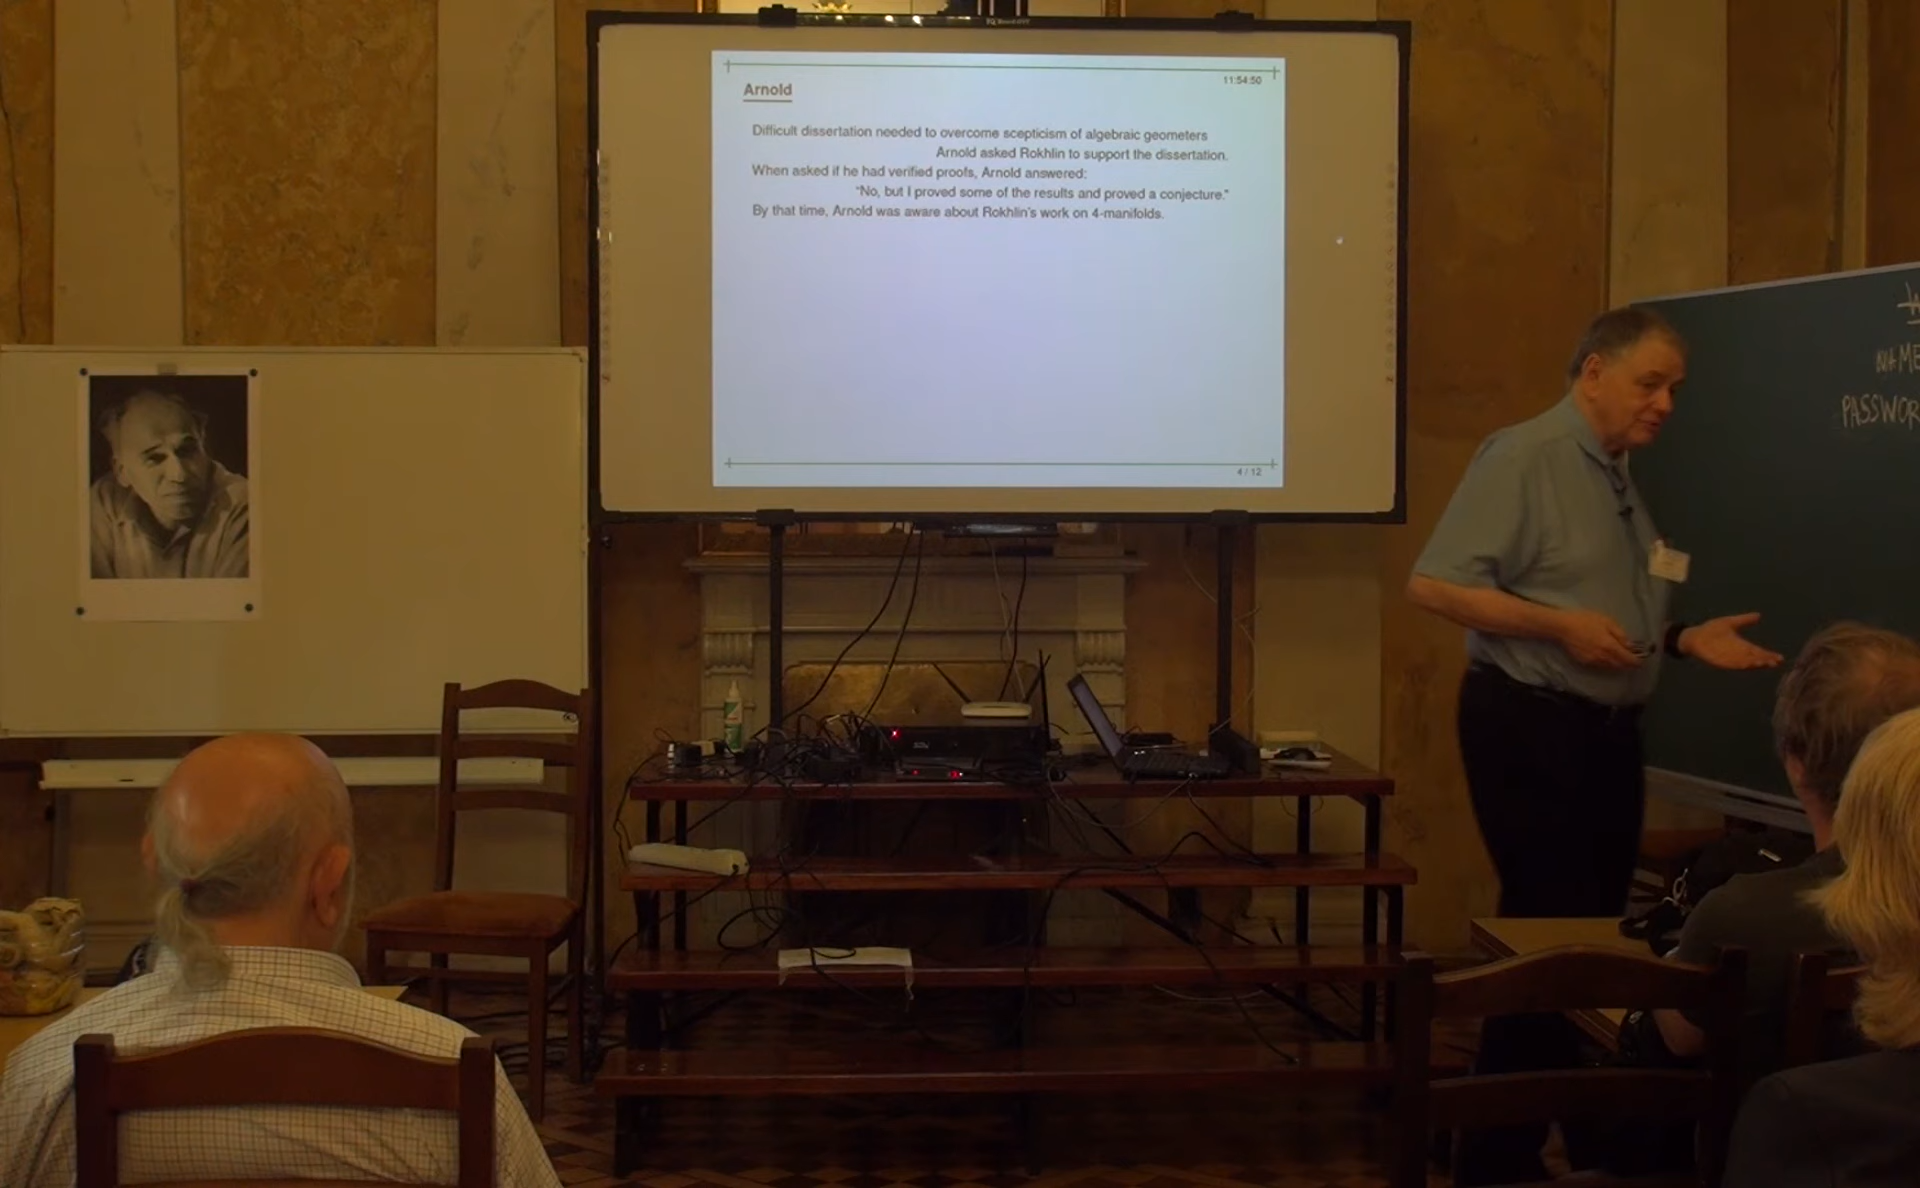 11:54:50
Arnold
Difficult dissertation needed to overcome scepticism of algebraic geometers
Arnold asked Rokhlin to support the dissertation.
When asked if he had verified proofs, Arnold answered:
"No, but I proved some of the results and proved a conjecture."
By that time, Arnold was aware about Rokhlin's work on 4-manifolds.
4 / 12
PASSWOR